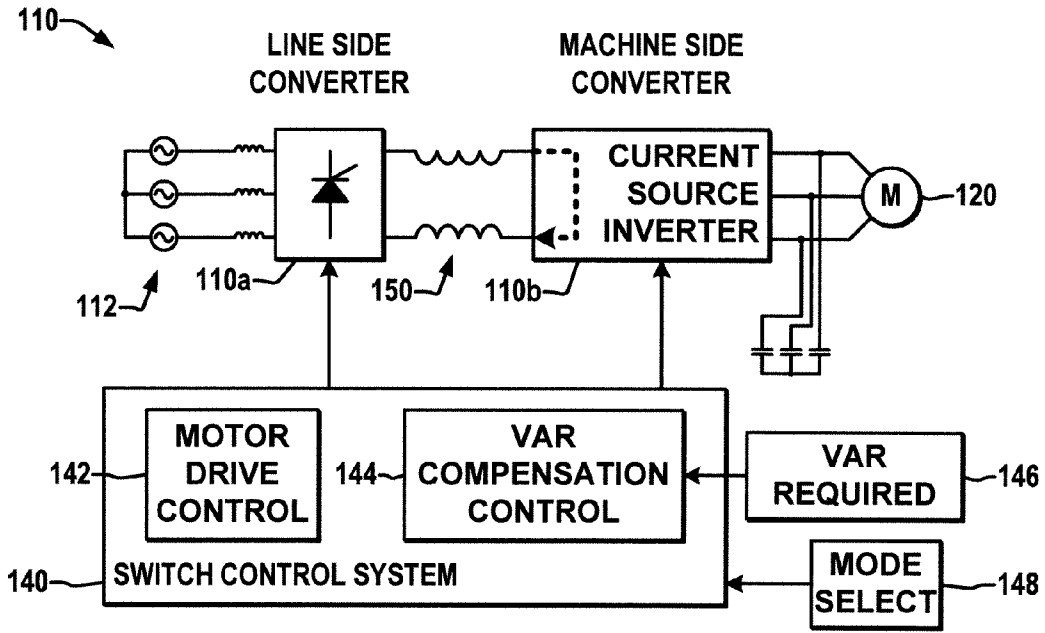 110
LINE SIDE
CONVERTER
MACHINE SIDE
CONVERTER
CURRENT
SOURCE
INVERTER
M
120
112
110a
150
110b
142
MOTOR
DRIVE
CONTROL
144
VAR
COMPENSATION
CONTROL
VAR
REQUIRED
146
140
SWITCH CONTROL SYSTEM
MODE
SELECT
148